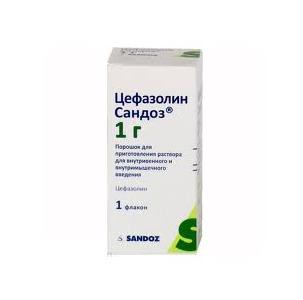 Цефазолин
Сандоз®
1 г
Порошок для
приготовления раствора
для внутривенного и
внутримышечного
введения
Цефазолин
1 флакон
SANDOZ